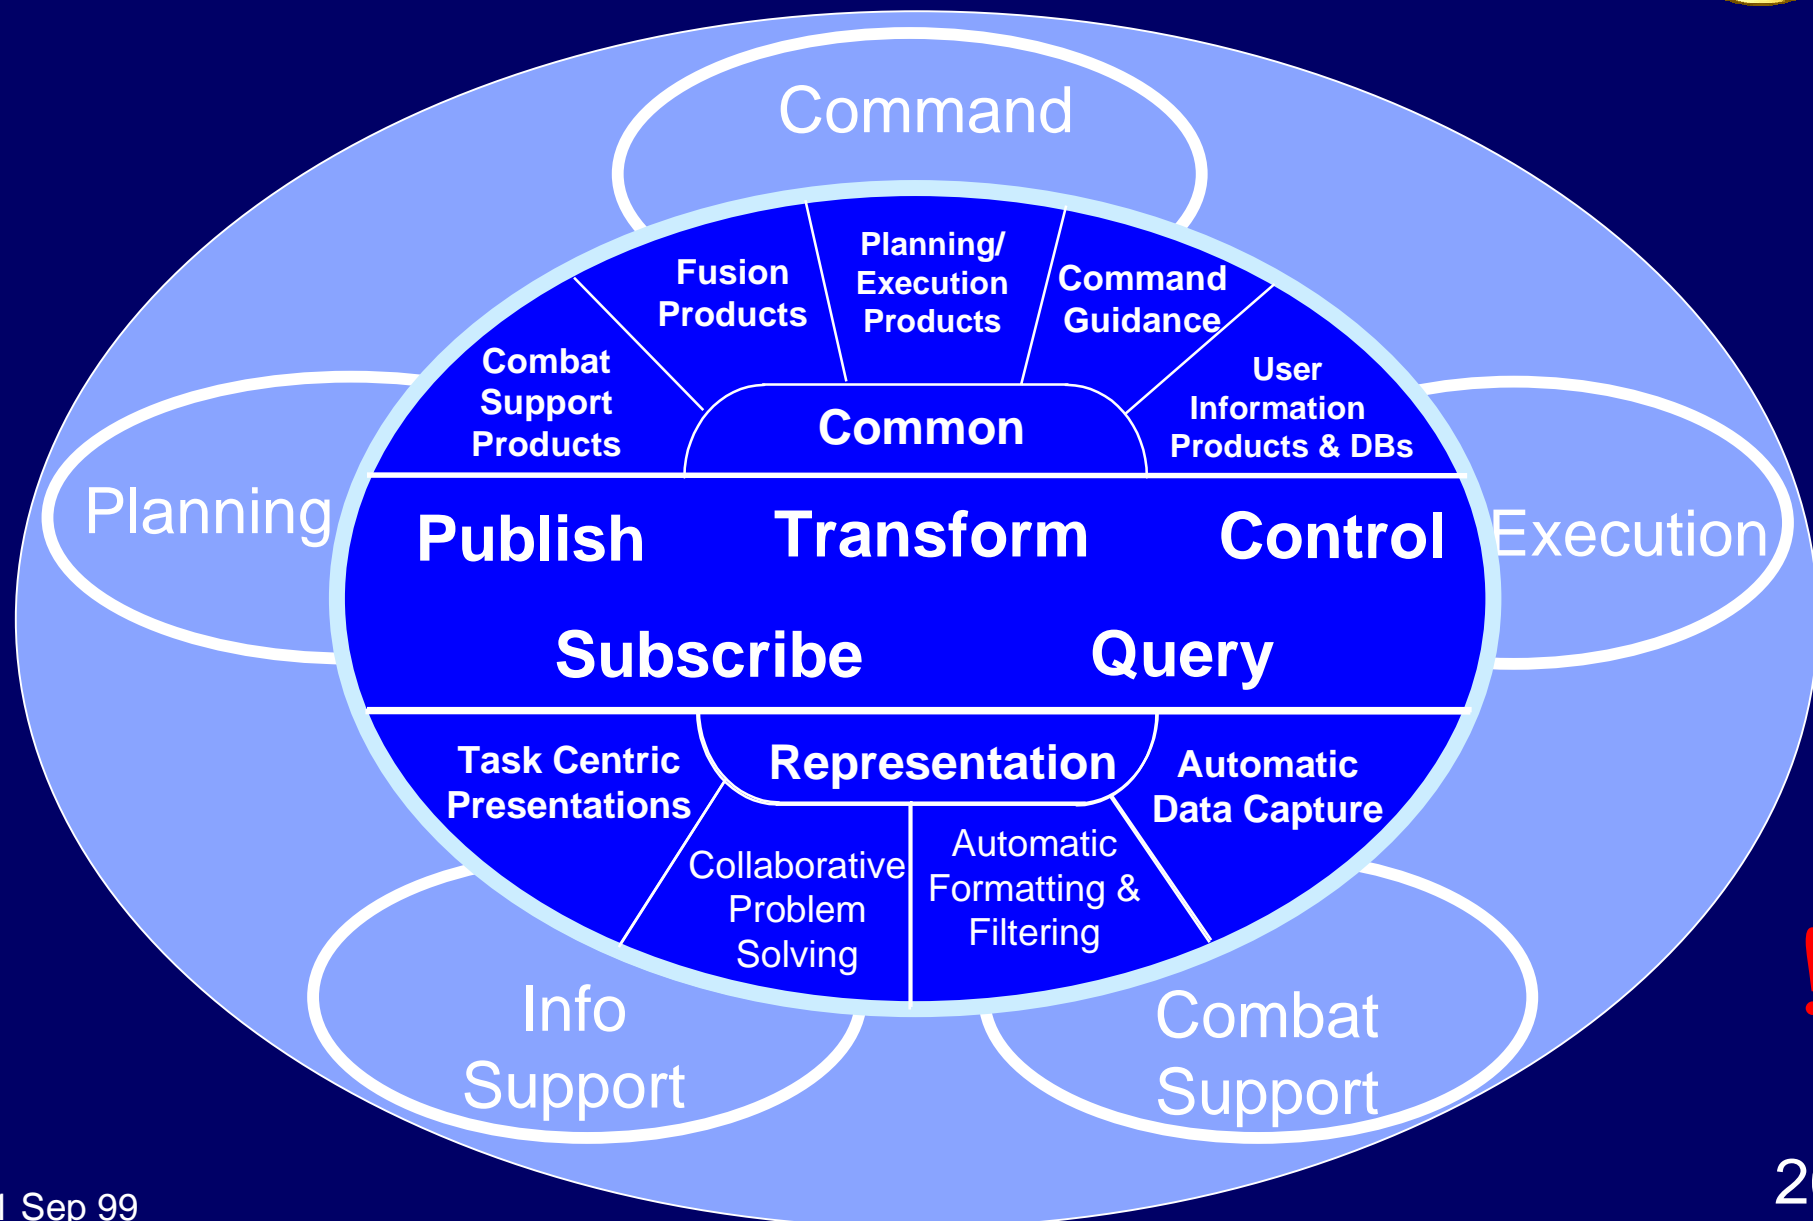 Command
Fusion
Products
Planning/
Execution
Products
Command
Guidance
Combat
Support
Products
Common
User
Information
Products & DBs
Planning
Publish
Transform
Control
Execution
Subscribe
Query
Task Centric
Presentations
Representation
Automatic
Data Capture
Collaborative
Problem
Solving
Automatic
Formatting &
Filtering
Info
Support
Combat
Support
!
1 Sep 99